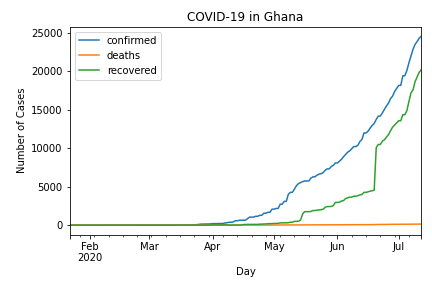 COVID-19 in Ghana
confirmed
deaths
recovered
Number of Cases
25000
20000
15000
10000
5000
0
Feb Mar Apr May Jun Jul
2020
Day